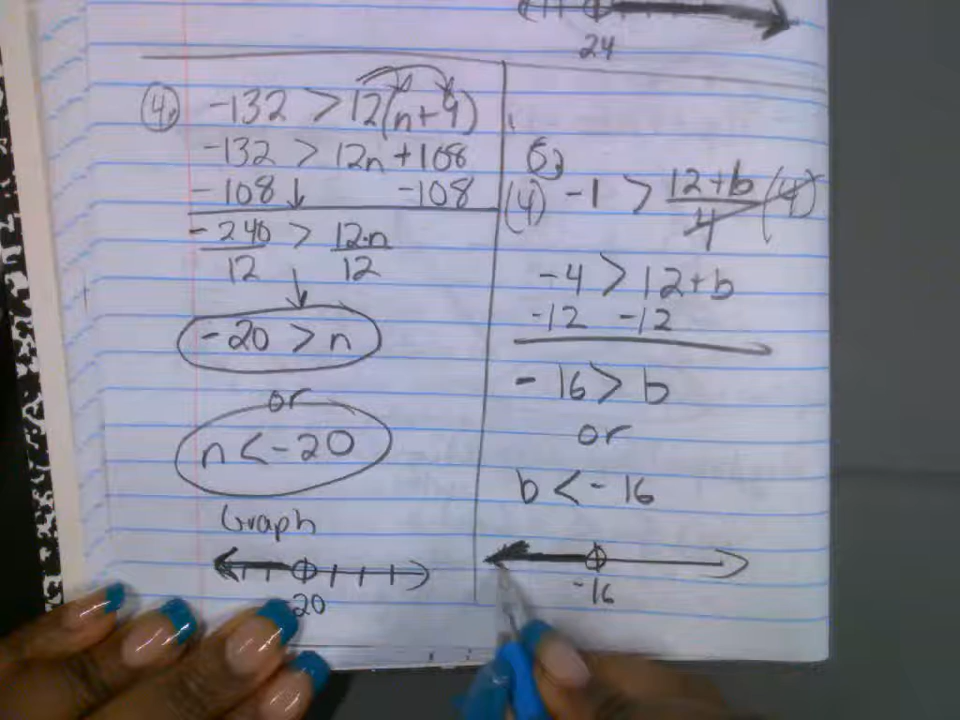 24
4. -132 > 12(n+9)
-132 > 12n +108
-108 ↓ -108
-240 > 12·n
12 12
-20 > n
or
n < -20
Graph
-20
5.
(4) -1 > 12+b (4)
4
-4 > 12+b
-12 -12
-16 > b
or
b < -16
-16